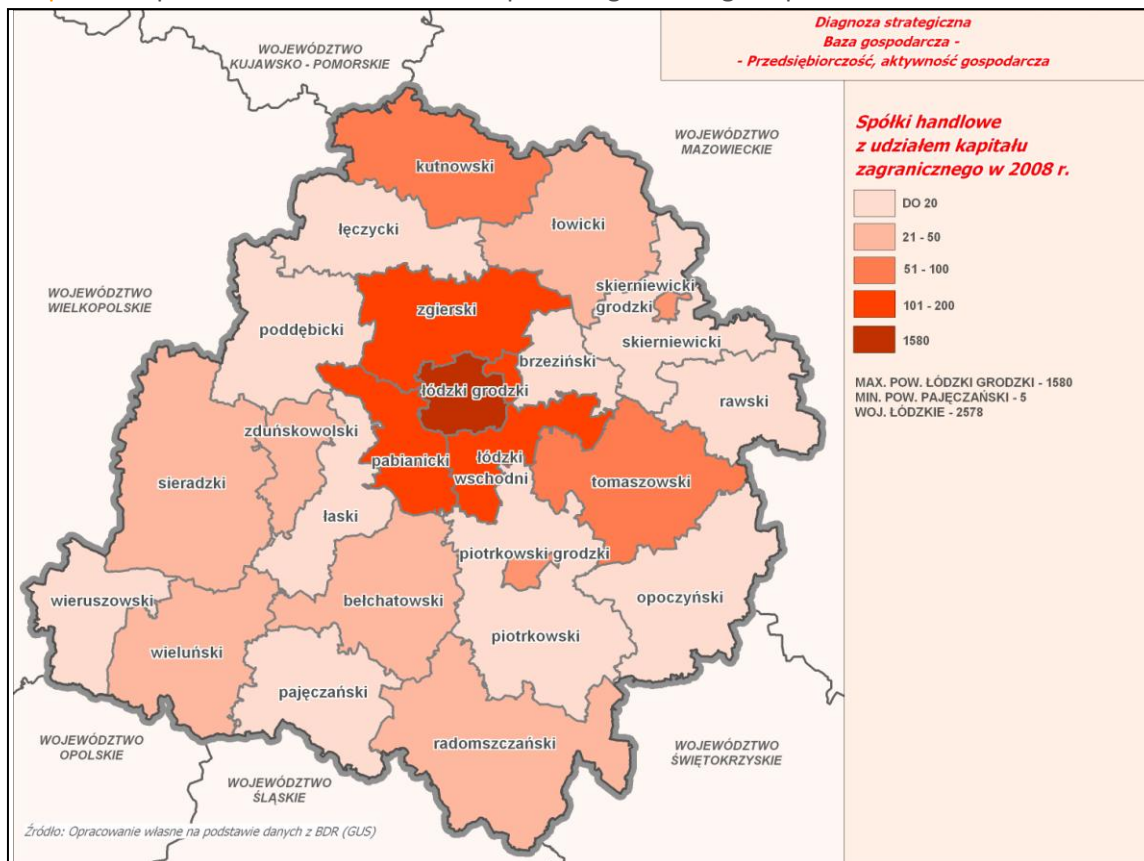 Diagnoza strategiczna
Baza gospodarcza -
- Przedsiębiorczość, aktywność gospodarcza
WOJEWÓDZTWO
KUJAWSKO - POMORSKIE
WOJEWÓDZTWO
MAZOWIECKIE
Spółki handlowe
z udziałem kapitału
zagranicznego w 2008 r.
DO 20
21 - 50
51 - 100
101 - 200
1580
MAX. POW. ŁÓDZKI GRODZKI - 1580
MIN. POW. PAJĘCZAŃSKI - 5
WOJ. ŁÓDZKIE - 2578
kutnowski
łęczycki
łowicki
WOJEWÓDZTWO
WIELKOPOLSKIE
skierniewicki
grodzki
zgierski
poddębicki
skierniewicki
brzeziński
łódzki grodzki
rawski
zduńskowolski
pabianicki
łódzki
wschodni
sieradzki
tomaszowski
łaski
piotrkowski grodzki
wieruszowski
bełchatowski
opoczyński
piotrkowski
wieluński
pajęczański
radomszczański
WOJEWÓDZTWO
OPOLSKIE
WOJEWÓDZTWO
ŚLĄSKIE
WOJEWÓDZTWO
ŚWIĘTOKRZYSKIE
Źródło: Opracowanie własne na podstawie danych z BDR (GUS)